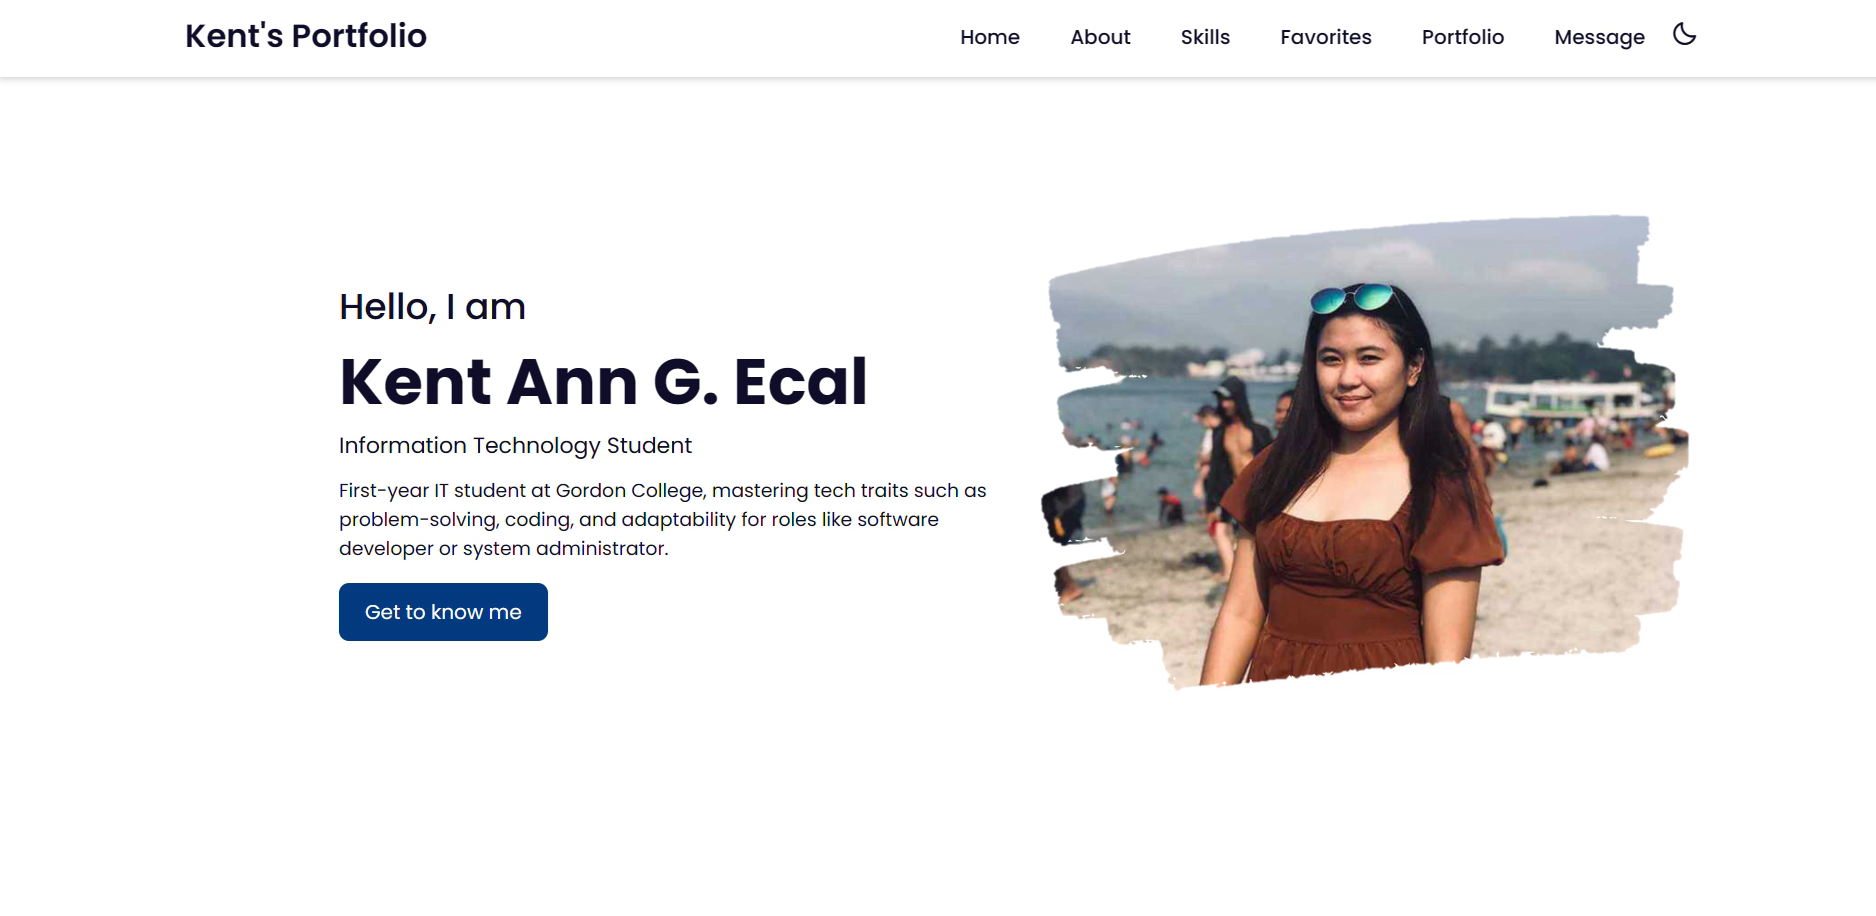 Kent's Portfolio
Home About Skills Favorites Portfolio Message
Hello, I am
Kent Ann G. Ecal
Information Technology Student
First-year IT student at Gordon College, mastering tech traits such as
problem-solving, coding, and adaptability for roles like software
developer or system administrator.
Get to know me